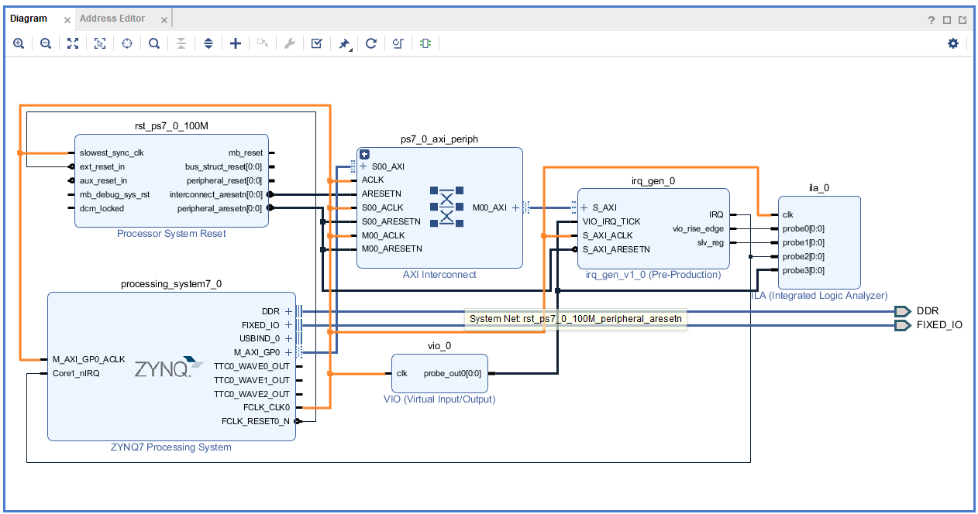 Diagram
Address Editor
rst_ps7_0_100M
slowest_sync_clk
mb_reset
ext_reset_in
bus_struct_reset[0:0]
aux_reset_in
peripheral_reset[0:0]
mb_debug_sys_rst
interconnect_aresetn[0:0]
dcm_locked
peripheral_aresetn[0:0]
Processor System Reset
ps7_0_axi_periph
S00_AXI
ACLK
ARESETN
S00_ACLK
M00_AXI
S00_ARESETN
M00_ACLK
M00_ARESETN
AXI Interconnect
irq_gen_0
S_AXI
IRQ
VIO_IRQ_TICK
vio_rise_edge
S_AXI_ACLK
slv_reg
S_AXI_ARESETN
irq_gen_v1_0 (Pre-Production)
ila_0
clk
probe0[0:0]
probe1[0:0]
probe2[0:0]
probe3[0:0]
ILA (Integrated Logic Analyzer)
processing_system7_0
DDR
FIXED_IO
USBIND_0
M_AXI_GP0
M_AXI_GP0_ACLK
TTC0_WAVE0_OUT
Core1_nIRQ
ZYNQ
TTC0_WAVE1_OUT
TTC0_WAVE2_OUT
FCLK_CLK0
FCLK_RESET0_N
ZYNQ7 Processing System
System Net: rst_ps7_0_100M_peripheral_aresetn
DDR
FIXED_IO
vio_0
clk
probe_out0[0:0]
VIO (Virtual Input/Output)